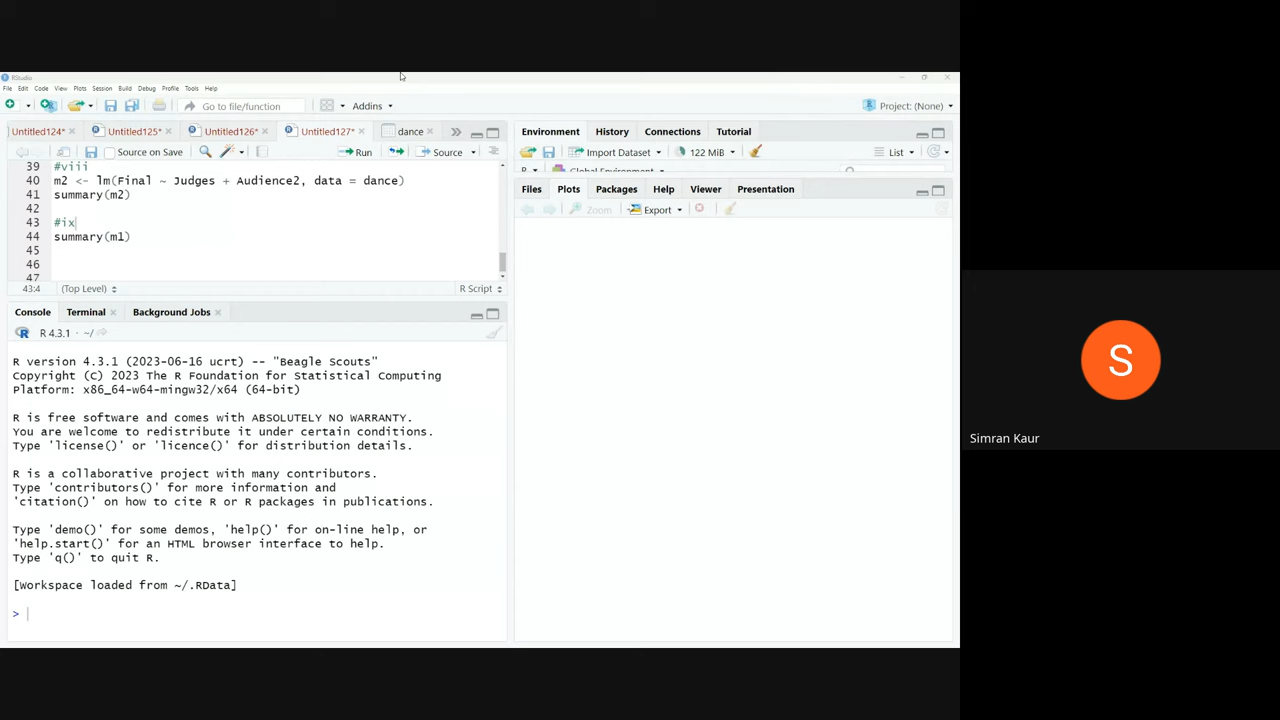 RStudio
File Edit Code View Plots Session Build Debug Profile Tools Help
Go to file/function Addins Project: (None)
Untitled124* Untitled125* Untitled126* Untitled127* dance
Source on Save Run Source
39 #viii
40 m2 <- lm(Final ~ Judges + Audience2, data = dance)
41 summary(m2)
42
43 #ix
44 summary(m1)
45
46
47
43:4 (Top Level) R Script
Console Terminal Background Jobs
R 4.3.1 · ~/
R version 4.3.1 (2023-06-16 ucrt) -- "Beagle Scouts"
Copyright (c) 2023 The R Foundation for Statistical Computing
Platform: x86_64-w64-mingw32/x64 (64-bit)
R is free software and comes with ABSOLUTELY NO WARRANTY.
You are welcome to redistribute it under certain conditions.
Type 'license()' or 'licence()' for distribution details.
R is a collaborative project with many contributors.
Type 'contributors()' for more information and
'citation()' on how to cite R or R packages in publications.
Type 'demo()' for some demos, 'help()' for on-line help, or
'help.start()' for an HTML browser interface to help.
Type 'q()' to quit R.
[Workspace loaded from ~/.RData]
>
Environment History Connections Tutorial
Import Dataset 122 MiB List
R Global Environment
Files Plots Packages Help Viewer Presentation
Zoom Export
S
Simran Kaur